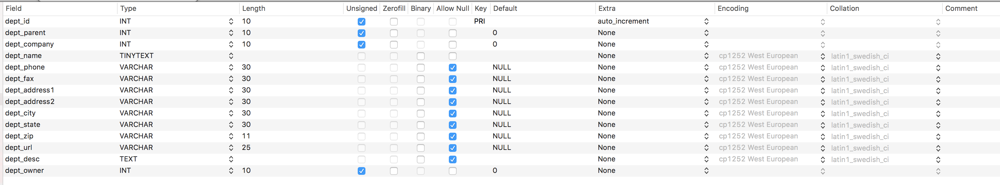 Field Type Length Unsigned Zerofill Binary Allow Null Key Default Extra Encoding Collation Comment
dept_id INT 10 PRI auto_increment
dept_parent INT 10 0 None
dept_company INT 10 0 None
dept_name TINYTEXT None cp1252 West European latin1_swedish_ci
dept_phone VARCHAR 30 NULL None cp1252 West European latin1_swedish_ci
dept_fax VARCHAR 30 NULL None cp1252 West European latin1_swedish_ci
dept_address1 VARCHAR 30 NULL None cp1252 West European latin1_swedish_ci
dept_address2 VARCHAR 30 NULL None cp1252 West European latin1_swedish_ci
dept_city VARCHAR 30 NULL None cp1252 West European latin1_swedish_ci
dept_state VARCHAR 30 NULL None cp1252 West European latin1_swedish_ci
dept_zip VARCHAR 11 NULL None cp1252 West European latin1_swedish_ci
dept_url VARCHAR 25 NULL None cp1252 West European latin1_swedish_ci
dept_desc TEXT None cp1252 West European latin1_swedish_ci
dept_owner INT 10 0 None